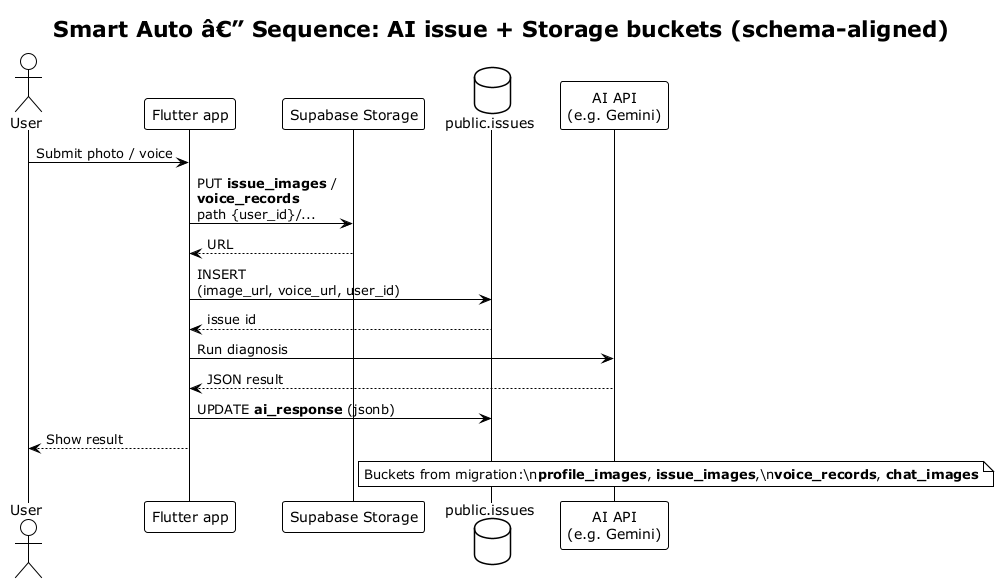 Smart Auto â€” Sequence: AI issue + Storage buckets (schema-aligned)
User
Flutter app
Supabase Storage
public.issues
AI API
(e.g. Gemini)
Submit photo / voice
PUT issue_images /
voice_records
path {user_id}/...
URL
INSERT
(image_url, voice_url, user_id)
issue id
Run diagnosis
JSON result
UPDATE ai_response (jsonb)
Show result
Buckets from migration:\nprofile_images, issue_images,\nvoice_records, chat_images
User
Flutter app
Supabase Storage
public.issues
AI API
(e.g. Gemini)